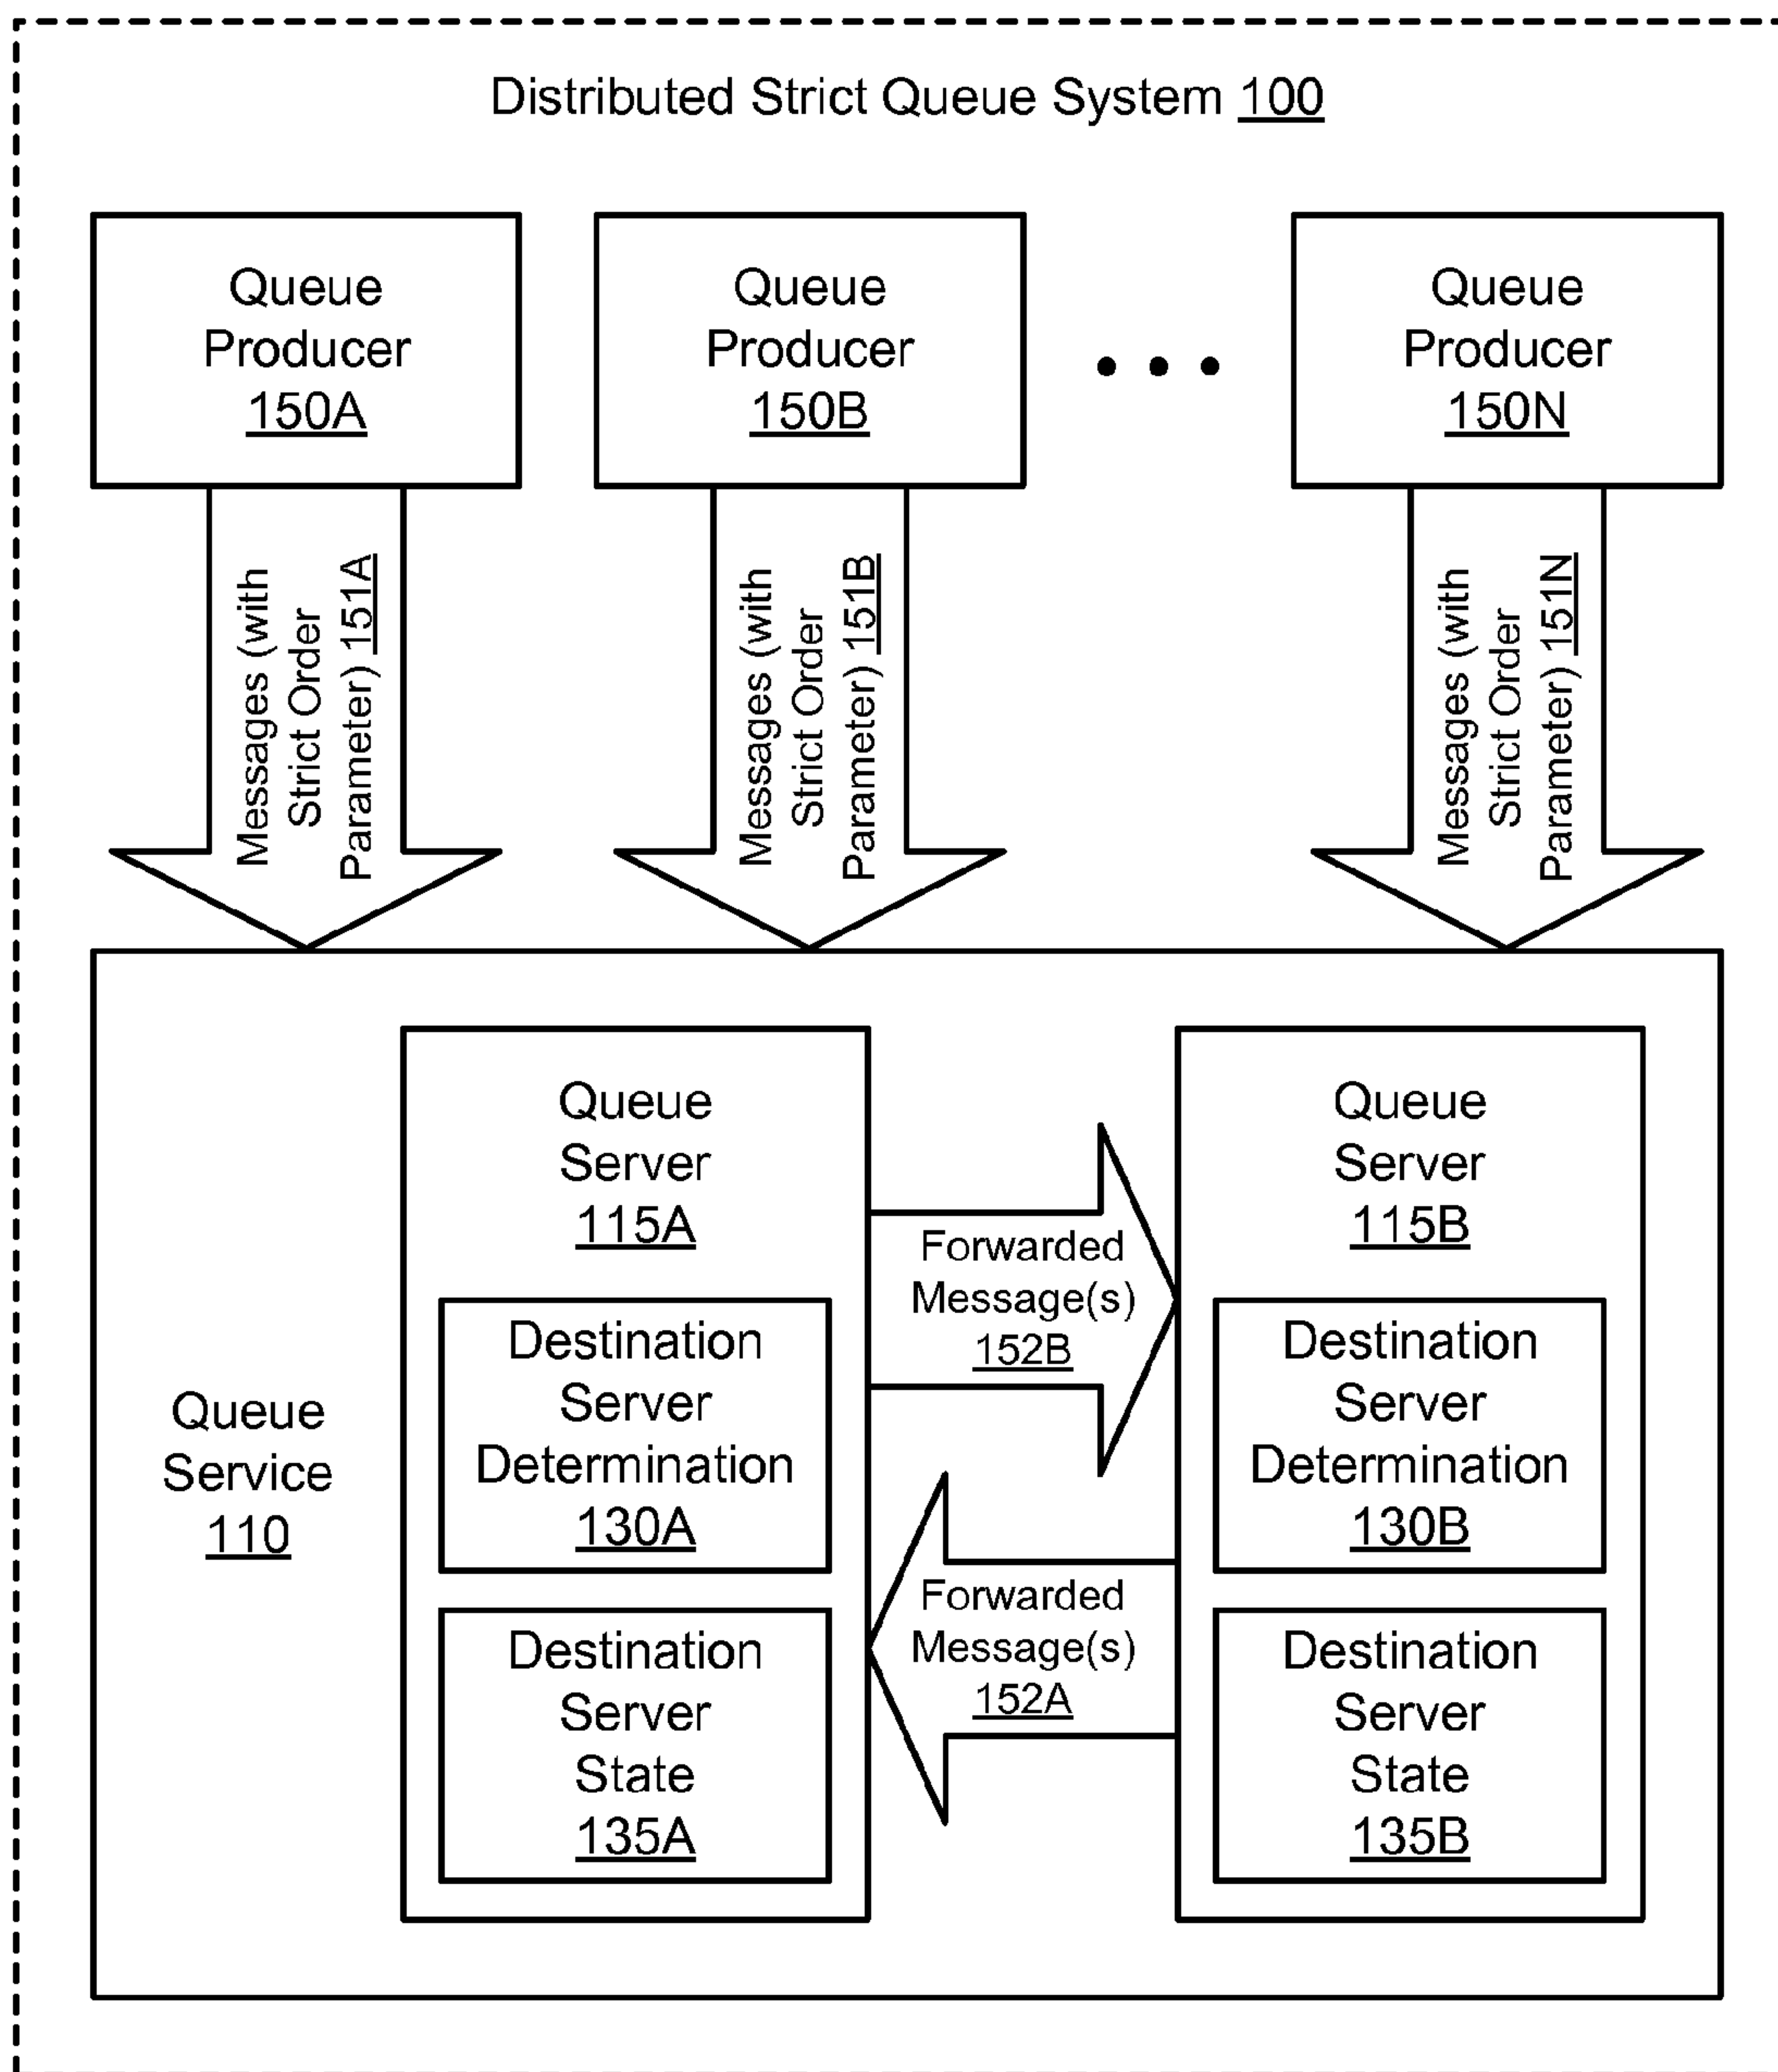 Distributed Strict Queue System 100
Queue
Producer
150A
Queue
Producer
150B
Queue
Producer
150N
Messages (with
Strict Order
Parameter) 151A
Messages (with
Strict Order
Parameter) 151B
Messages (with
Strict Order
Parameter) 151N
Queue
Service
110
Queue
Server
115A
Destination
Server
Determination
130A
Destination
Server
State
135A
Forwarded
Message(s)
152B
Forwarded
Message(s)
152A
Queue
Server
115B
Destination
Server
Determination
130B
Destination
Server
State
135B